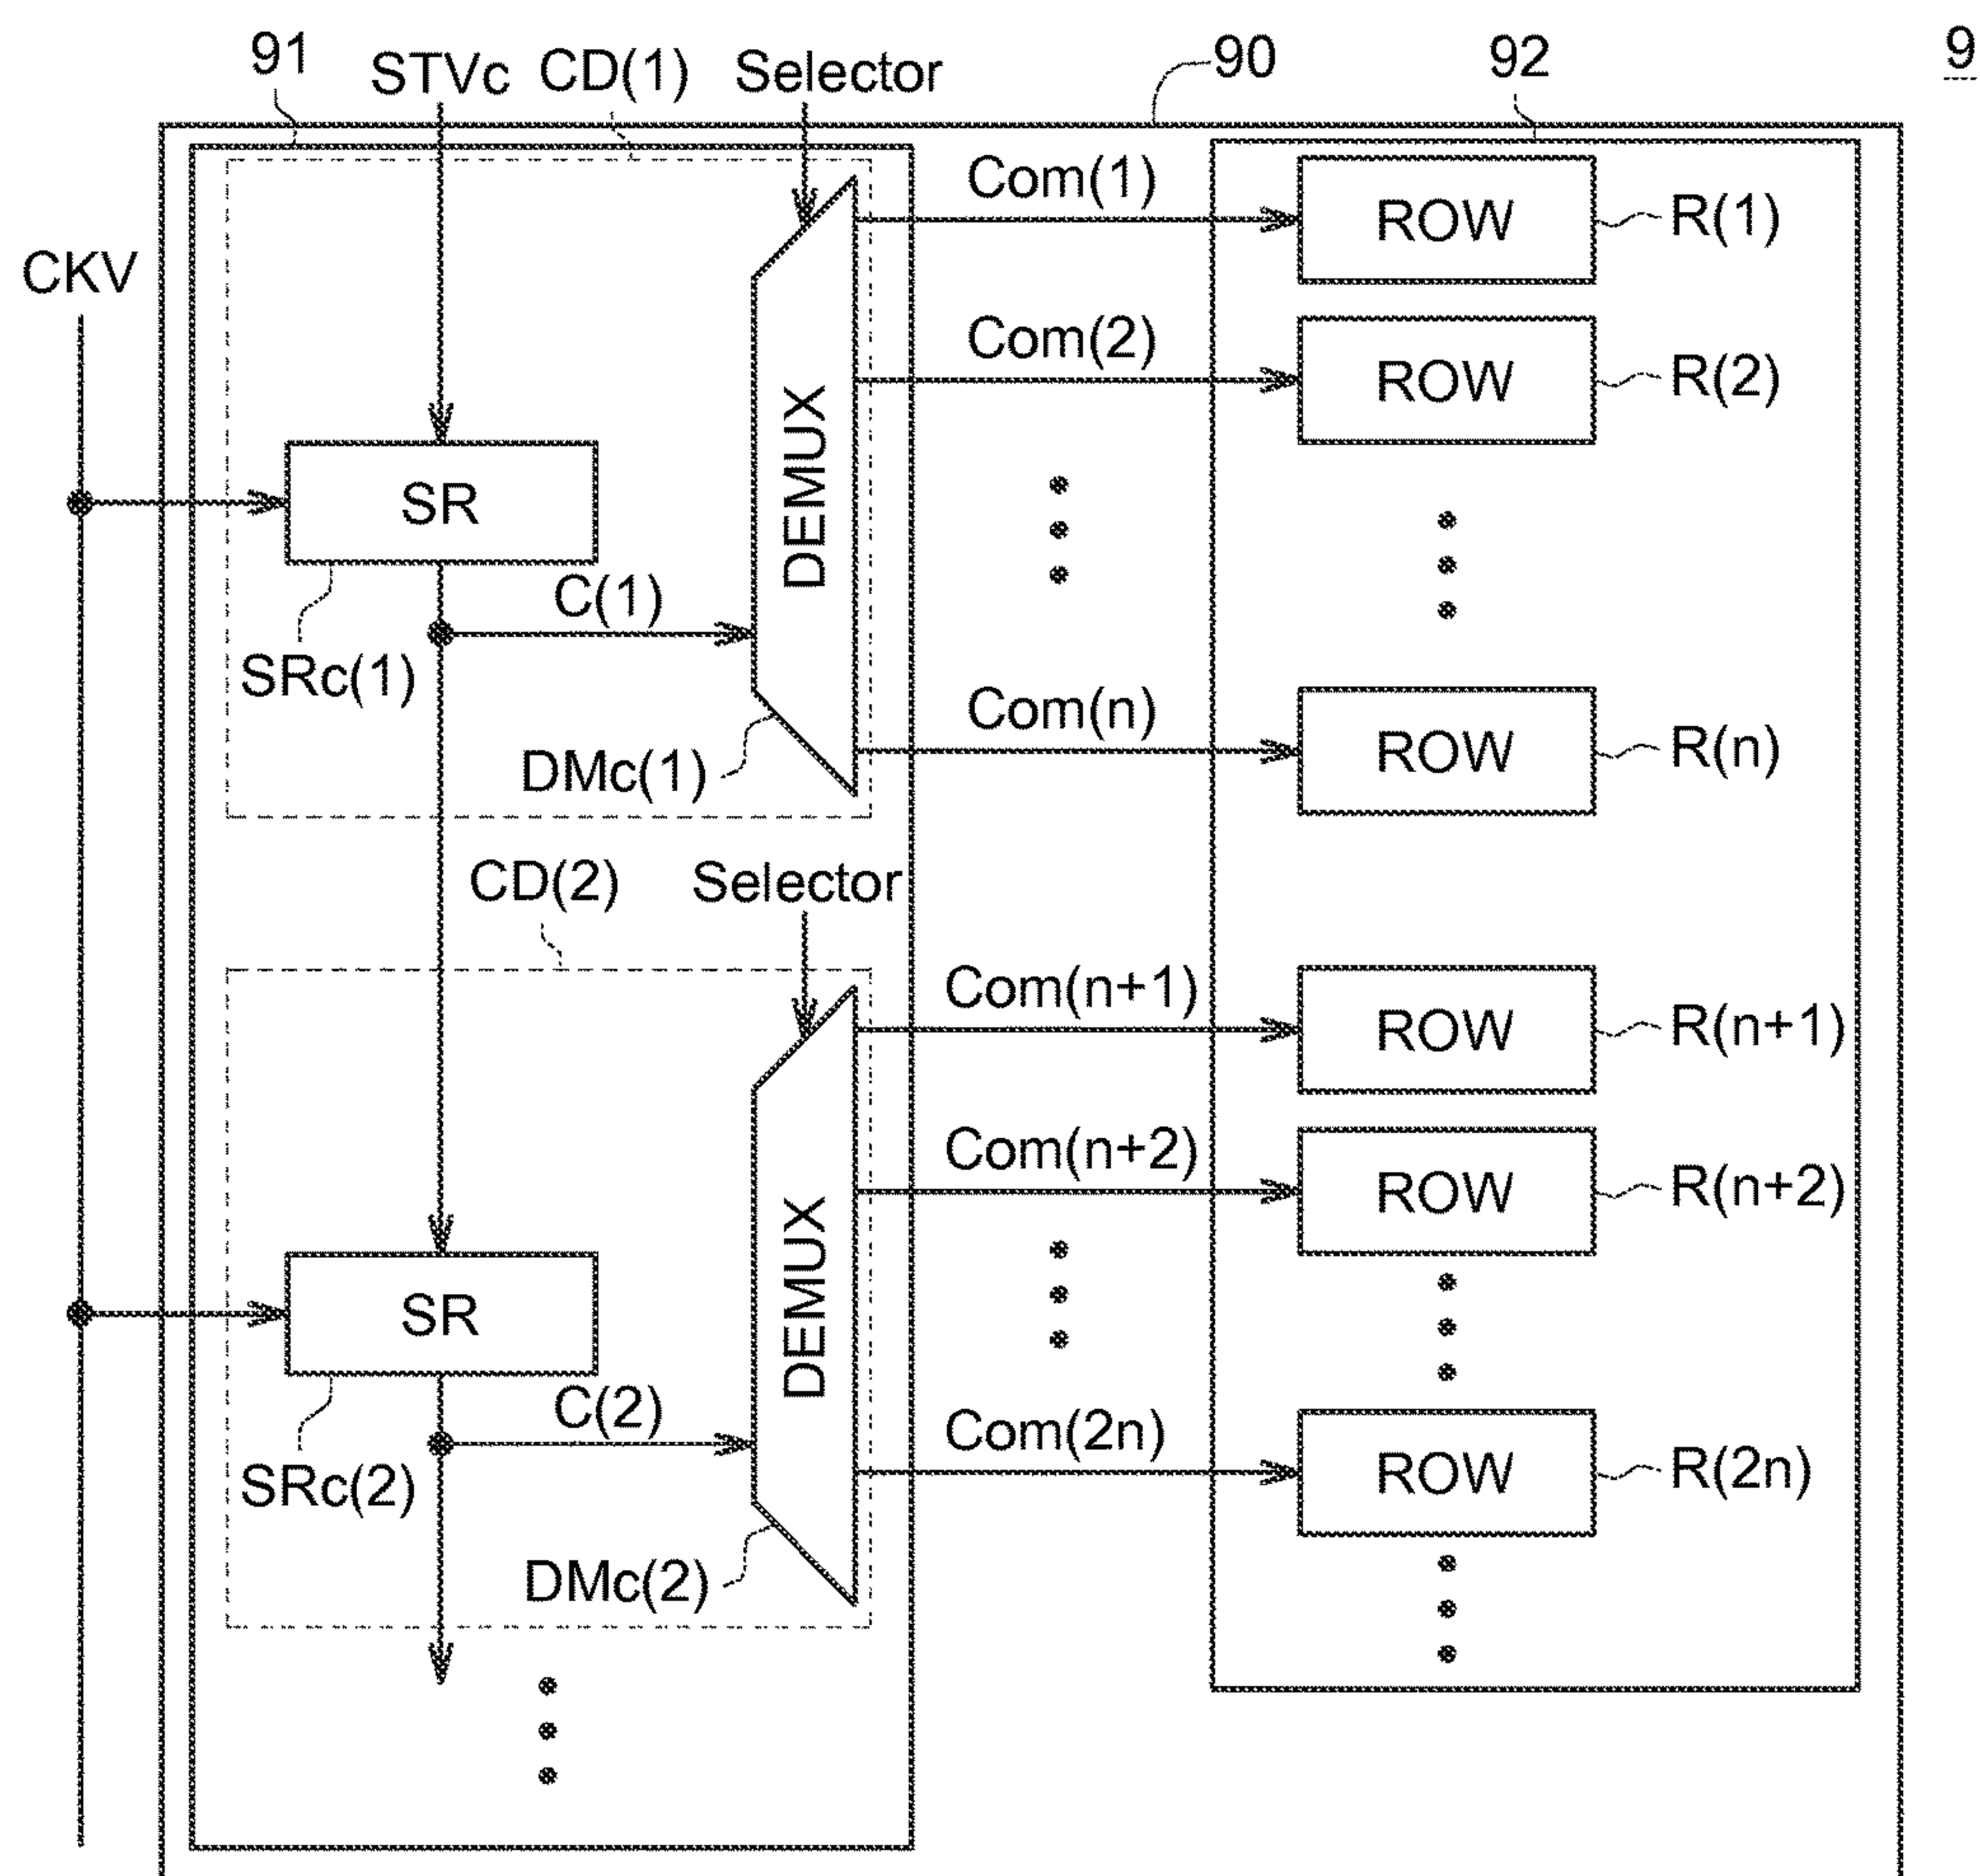 91
STVc
CD(1)
Selector
90
92
9
Com(1)
ROW
R(1)
CKV
Com(2)
ROW
R(2)
DEMUX
SR
C(1)
SRc(1)
Com(n)
ROW
R(n)
DMc(1)
CD(2)
Selector
Com(n+1)
ROW
R(n+1)
Com(n+2)
ROW
R(n+2)
DEMUX
SR
C(2)
SRc(2)
Com(2n)
ROW
R(2n)
DMc(2)